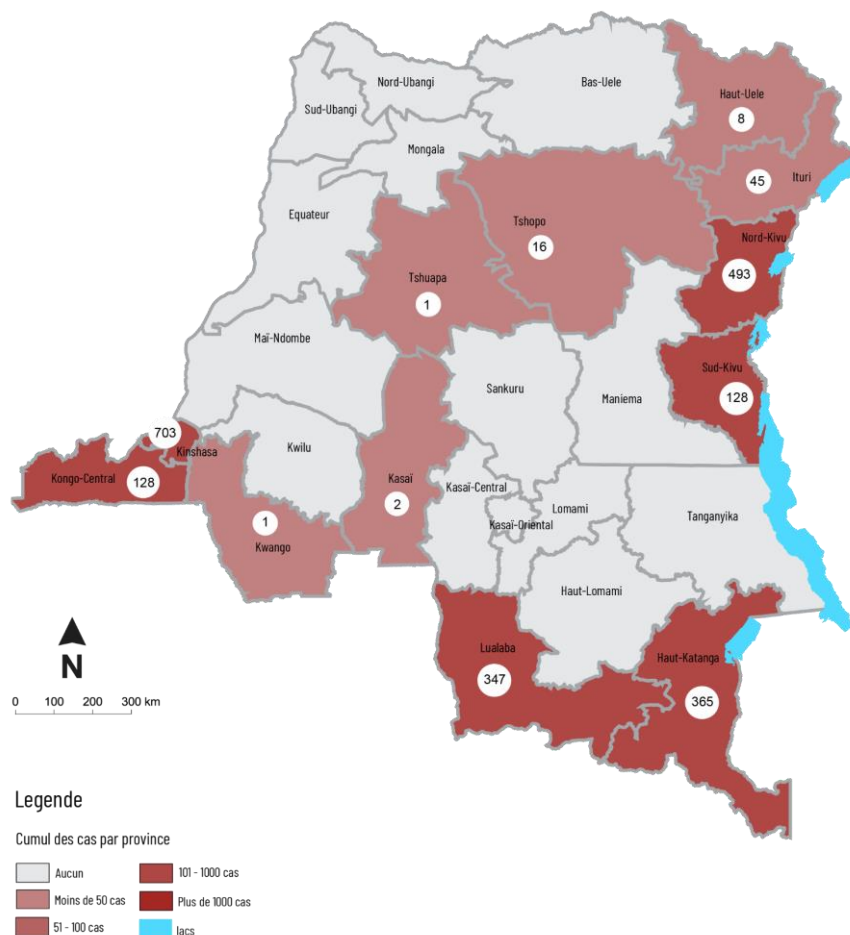 Nord-Ubangi
Bas-Uele
Haut-Uele
Sud-Ubangi
8
Mongala
Ituri
45
Equateur
Tshopo
Nord-Kivu
16
493
Tshuapa
1
Maï-Ndombe
Sud-Kivu
Sankuru
Maniema
128
703
Kinshasa
Kwilu
Kongo-Central
128
Kasaï
Kasaï-Central
2
Lomami
Tanganyika
1
Kasaï-Oriental
Kwango
Haut-Lomami
Lualaba
Haut-Katanga
347
365
N
0 100 200 300 km
Legende
Cumul des cas par province
Aucun
Moins de 50 cas
51 - 100 cas
101 - 1000 cas
Plus de 1000 cas
lacs